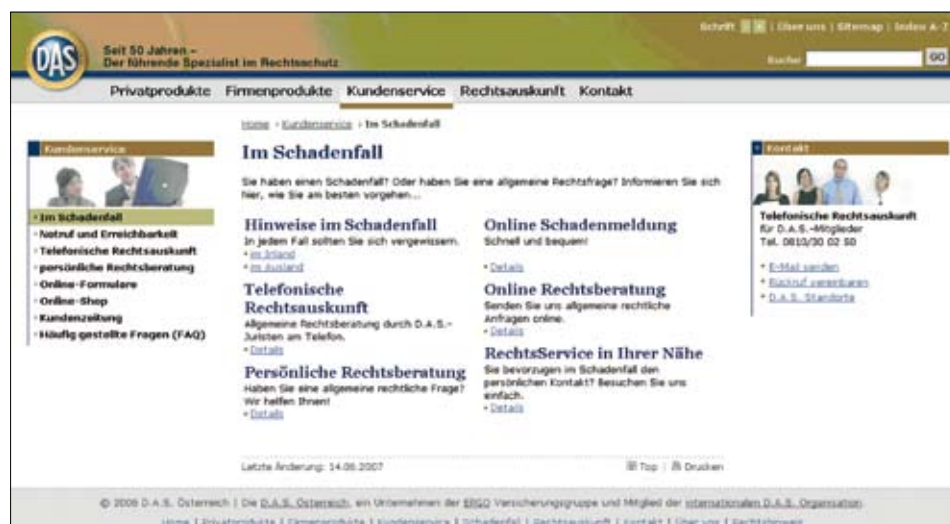 Schrift | Über uns | Sitemap | Index A-Z
DAS
Seit 50 Jahren –
Der führende Spezialist im Rechtsschutz
Suche
GO
Privatprodukte Firmenprodukte Kundenservice Rechtsauskunft Kontakt
Home › Kundenservice › Im Schadenfall
Kundenservice
Im Schadenfall
Notruf und Erreichbarkeit
Telefonische Rechtsauskunft
persönliche Rechtsberatung
Online-Formulare
Online-Shop
Kundenzeitung
Häufig gestellte Fragen (FAQ)
Im Schadenfall
Sie haben einen Schadenfall? Oder haben Sie eine allgemeine Rechtsfrage? Informieren Sie sich
hier, wie Sie am besten vorgehen...
Hinweise im Schadenfall
In jedem Fall sollten Sie sich vergewissern.
im Inland
im Ausland
Telefonische
Rechtsauskunft
Allgemeine Rechtsberatung durch D.A.S.-
Juristen am Telefon.
Details
Persönliche Rechtsberatung
Haben Sie eine allgemeine rechtliche Frage?
Wir helfen Ihnen!
Details
Online Schadenmeldung
Schnell und bequem!
Details
Online Rechtsberatung
Senden Sie uns allgemeine rechtliche
Anfragen online.
Details
RechtsService in Ihrer Nähe
Sie bevorzugen im Schadenfall den
persönlichen Kontakt? Besuchen Sie uns
einfach.
Details
Kontakt
Telefonische Rechtsauskunft
für D.A.S.-Mitglieder
Tel. 0810/30 02 50
E-Mail senden
Rückruf vereinbaren
D.A.S. Standorte
Letzte Änderung: 14.08.2007
Top | Drucken
© 2008 D.A.S. Österreich | Die D.A.S. Österreich, ein Unternehmen der ERGO Versicherungsgruppe und Mitglied der internationalen D.A.S. Organisation
Home | Privatprodukte | Firmenprodukte | Kundenservice | Schadenfall | Rechtsauskunft | Kontakt | Über uns | Rechtshinweis